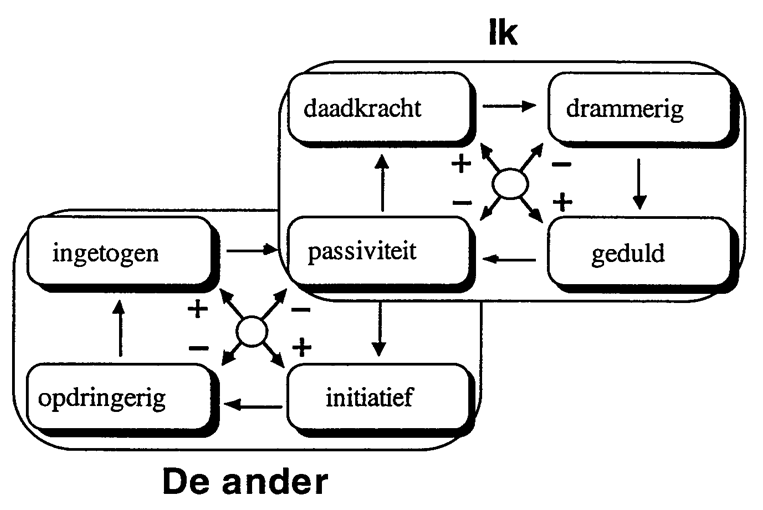 Ik
daadkracht
drammerig
+
−
−
+
ingetogen
passiviteit
geduld
+
−
−
+
opdringerig
initiatief
De ander